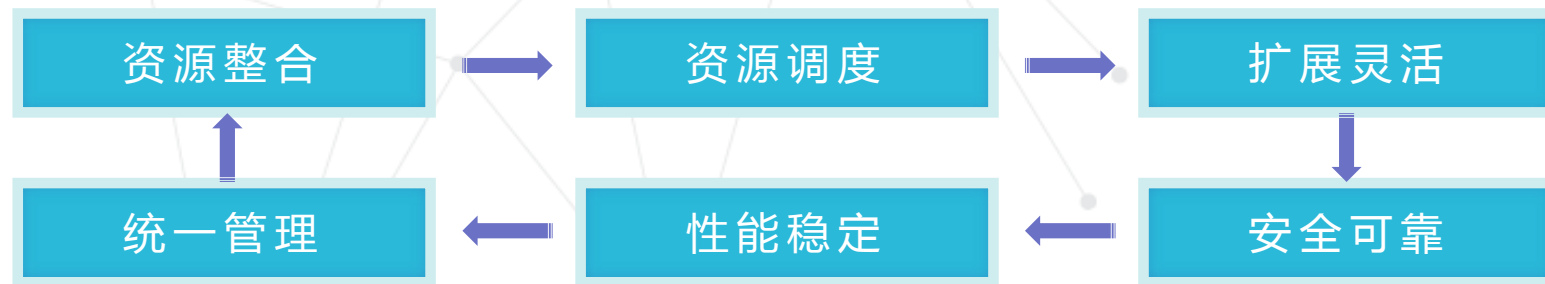 资源整合
资源调度
扩展灵活
统一管理
性能稳定
安全可靠